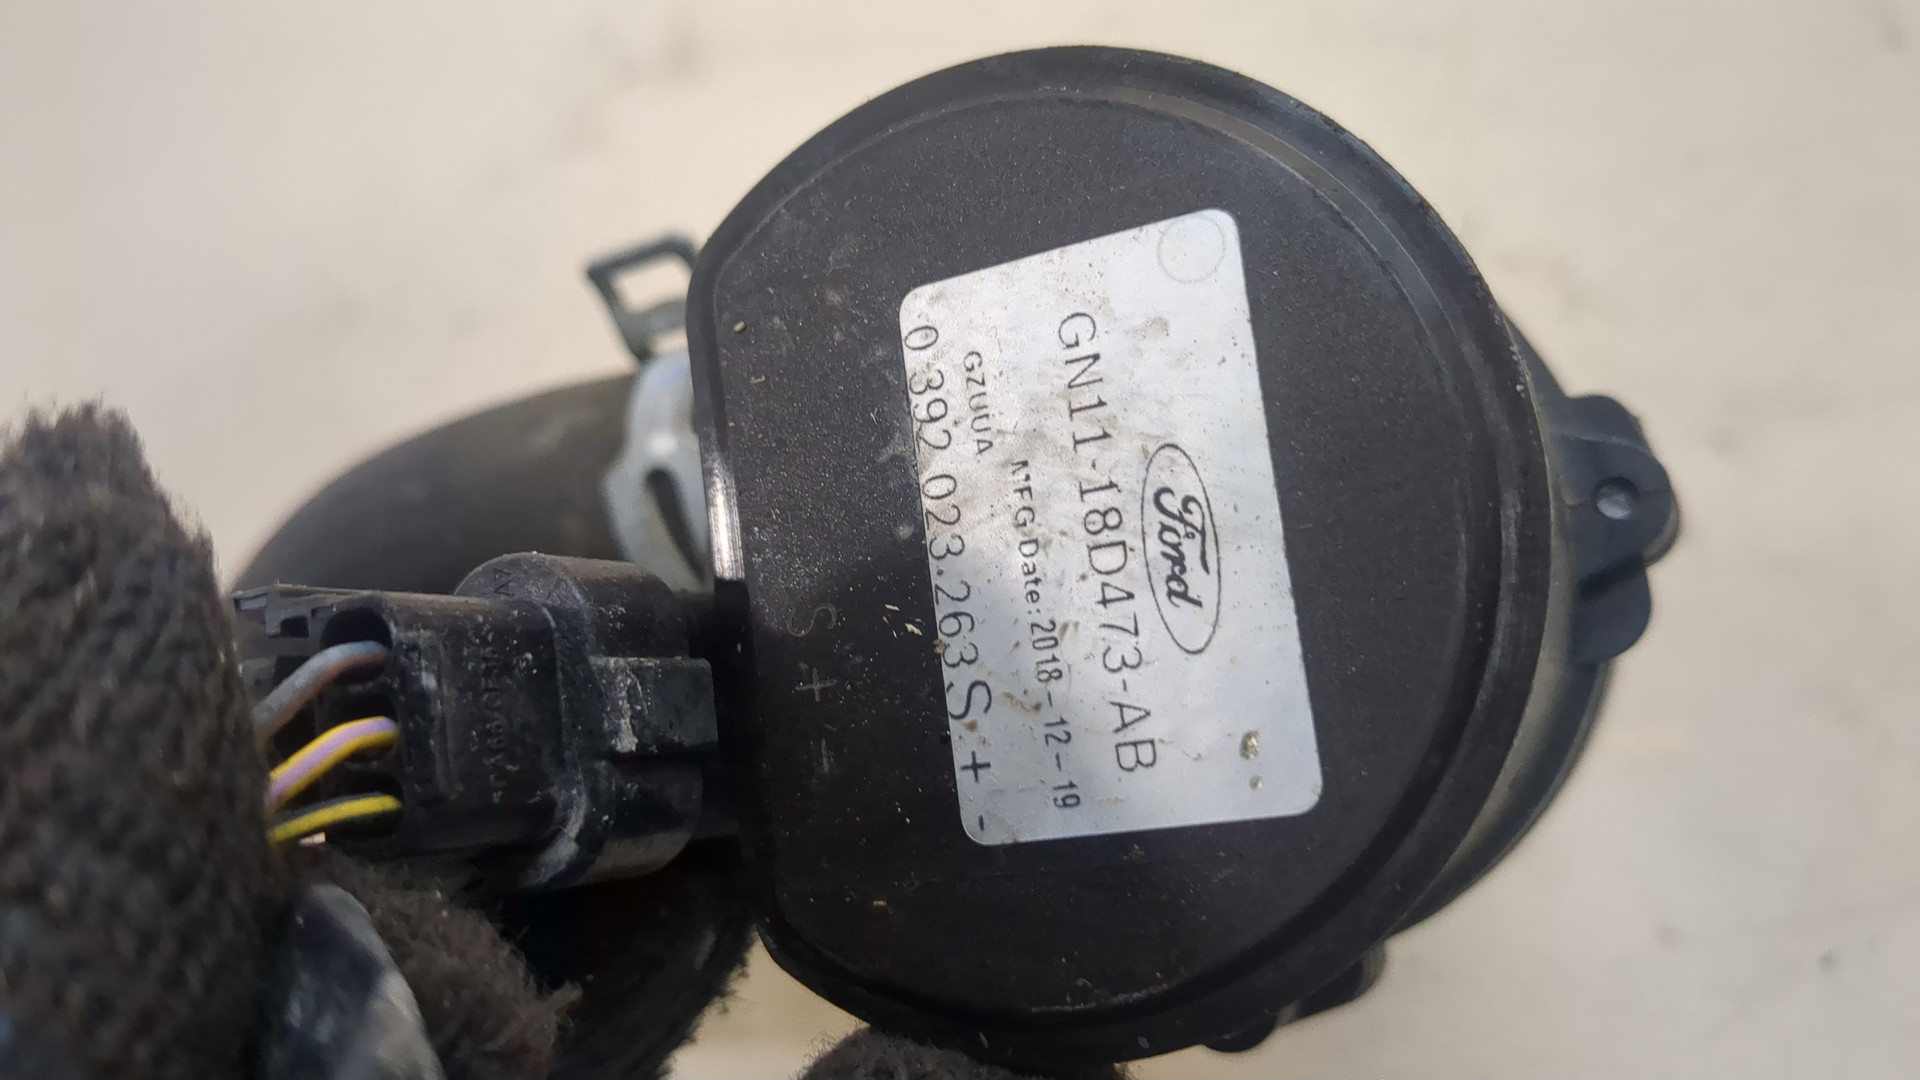 Ford
GN11-18D473-AB
MFG Date:2018-12-19
GZUUA
0 392 023.263 S + -
S + -